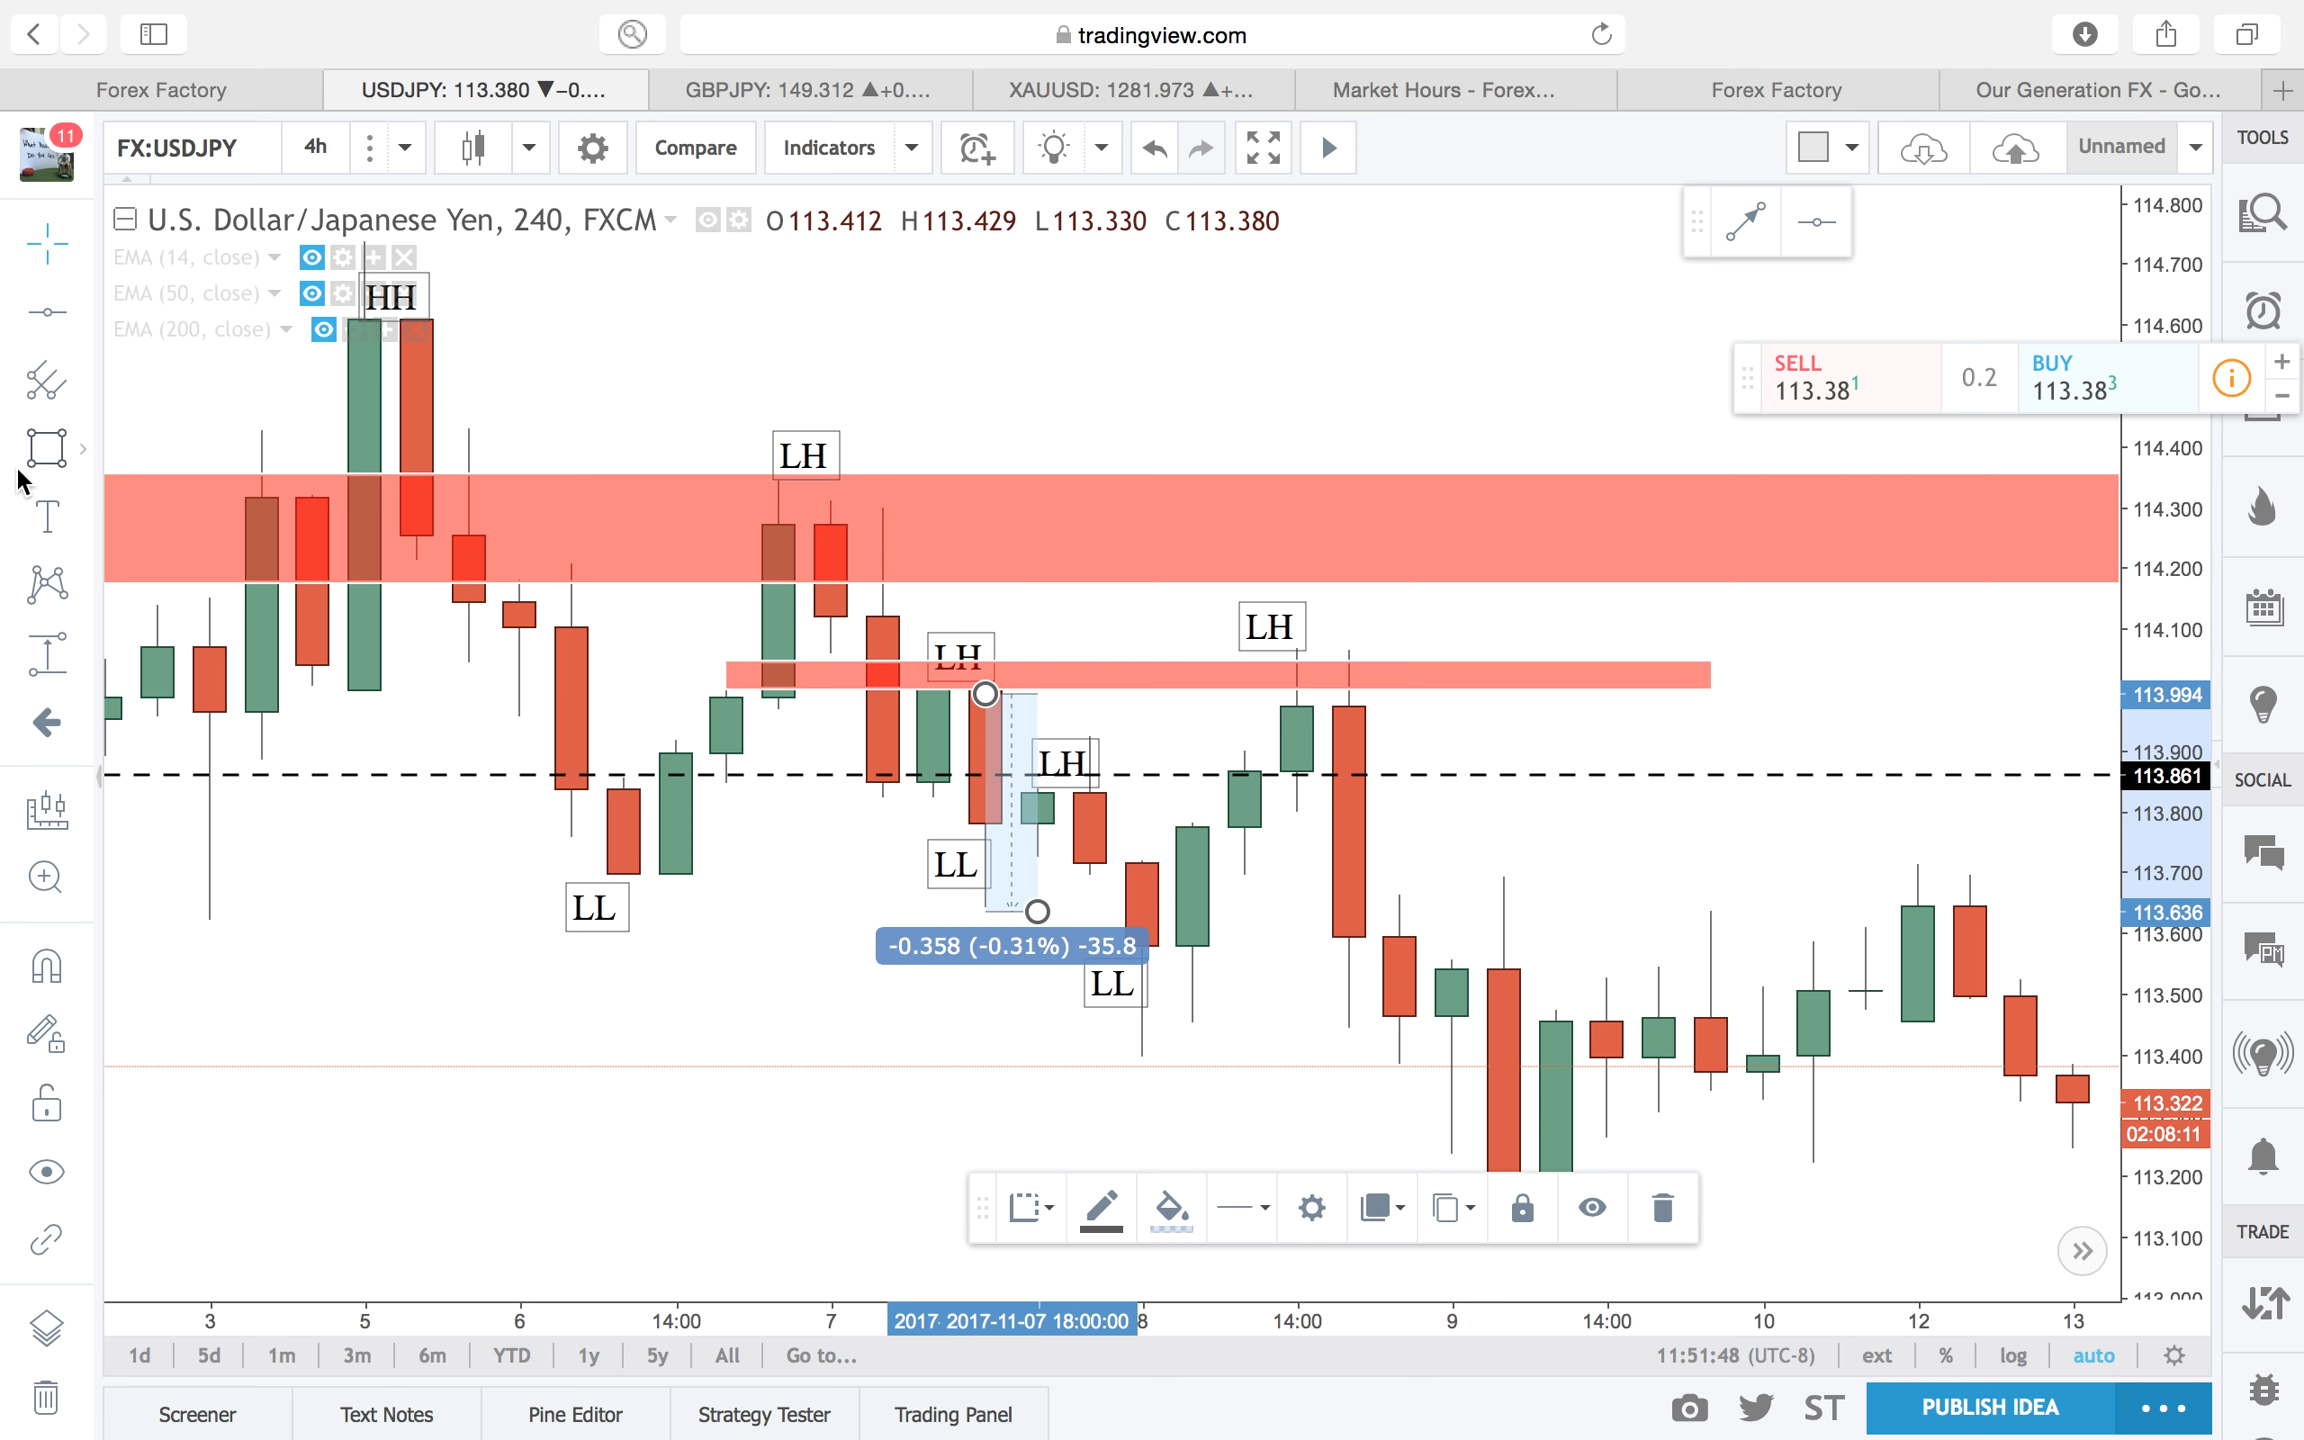 tradingview.com
Forex Factory
USDJPY: 113.380 ▼−0....
GBPJPY: 149.312 ▲+0....
XAUUSD: 1281.973 ▲+...
Market Hours - Forex...
Forex Factory
Our Generation FX - Go...
11
FX:USDJPY
4h
Compare
Indicators
Unnamed
TOOLS
U.S. Dollar/Japanese Yen, 240, FXCM
O113.412 H113.429 L113.330 C113.380
EMA (14, close)
EMA (50, close)
EMA (200, close)
HH
LH
LH
LH
LH
LL
LL
LL
-0.358 (-0.31%) -35.8
SELL
113.381
0.2
BUY
113.383
114.800
114.700
114.600
114.400
114.300
114.200
114.100
113.994
113.900
113.861
113.800
113.700
113.636
113.600
113.500
113.400
113.322
02:08:11
113.200
113.100
113.000
SOCIAL
PM
TRADE
3
5
6
14:00
7
2017
2017-11-07 18:00:00
8
14:00
9
14:00
10
12
13
1d
5d
1m
3m
6m
YTD
1y
5y
All
Go to...
11:51:48 (UTC-8)
ext
%
log
auto
Screener
Text Notes
Pine Editor
Strategy Tester
Trading Panel
ST
PUBLISH IDEA